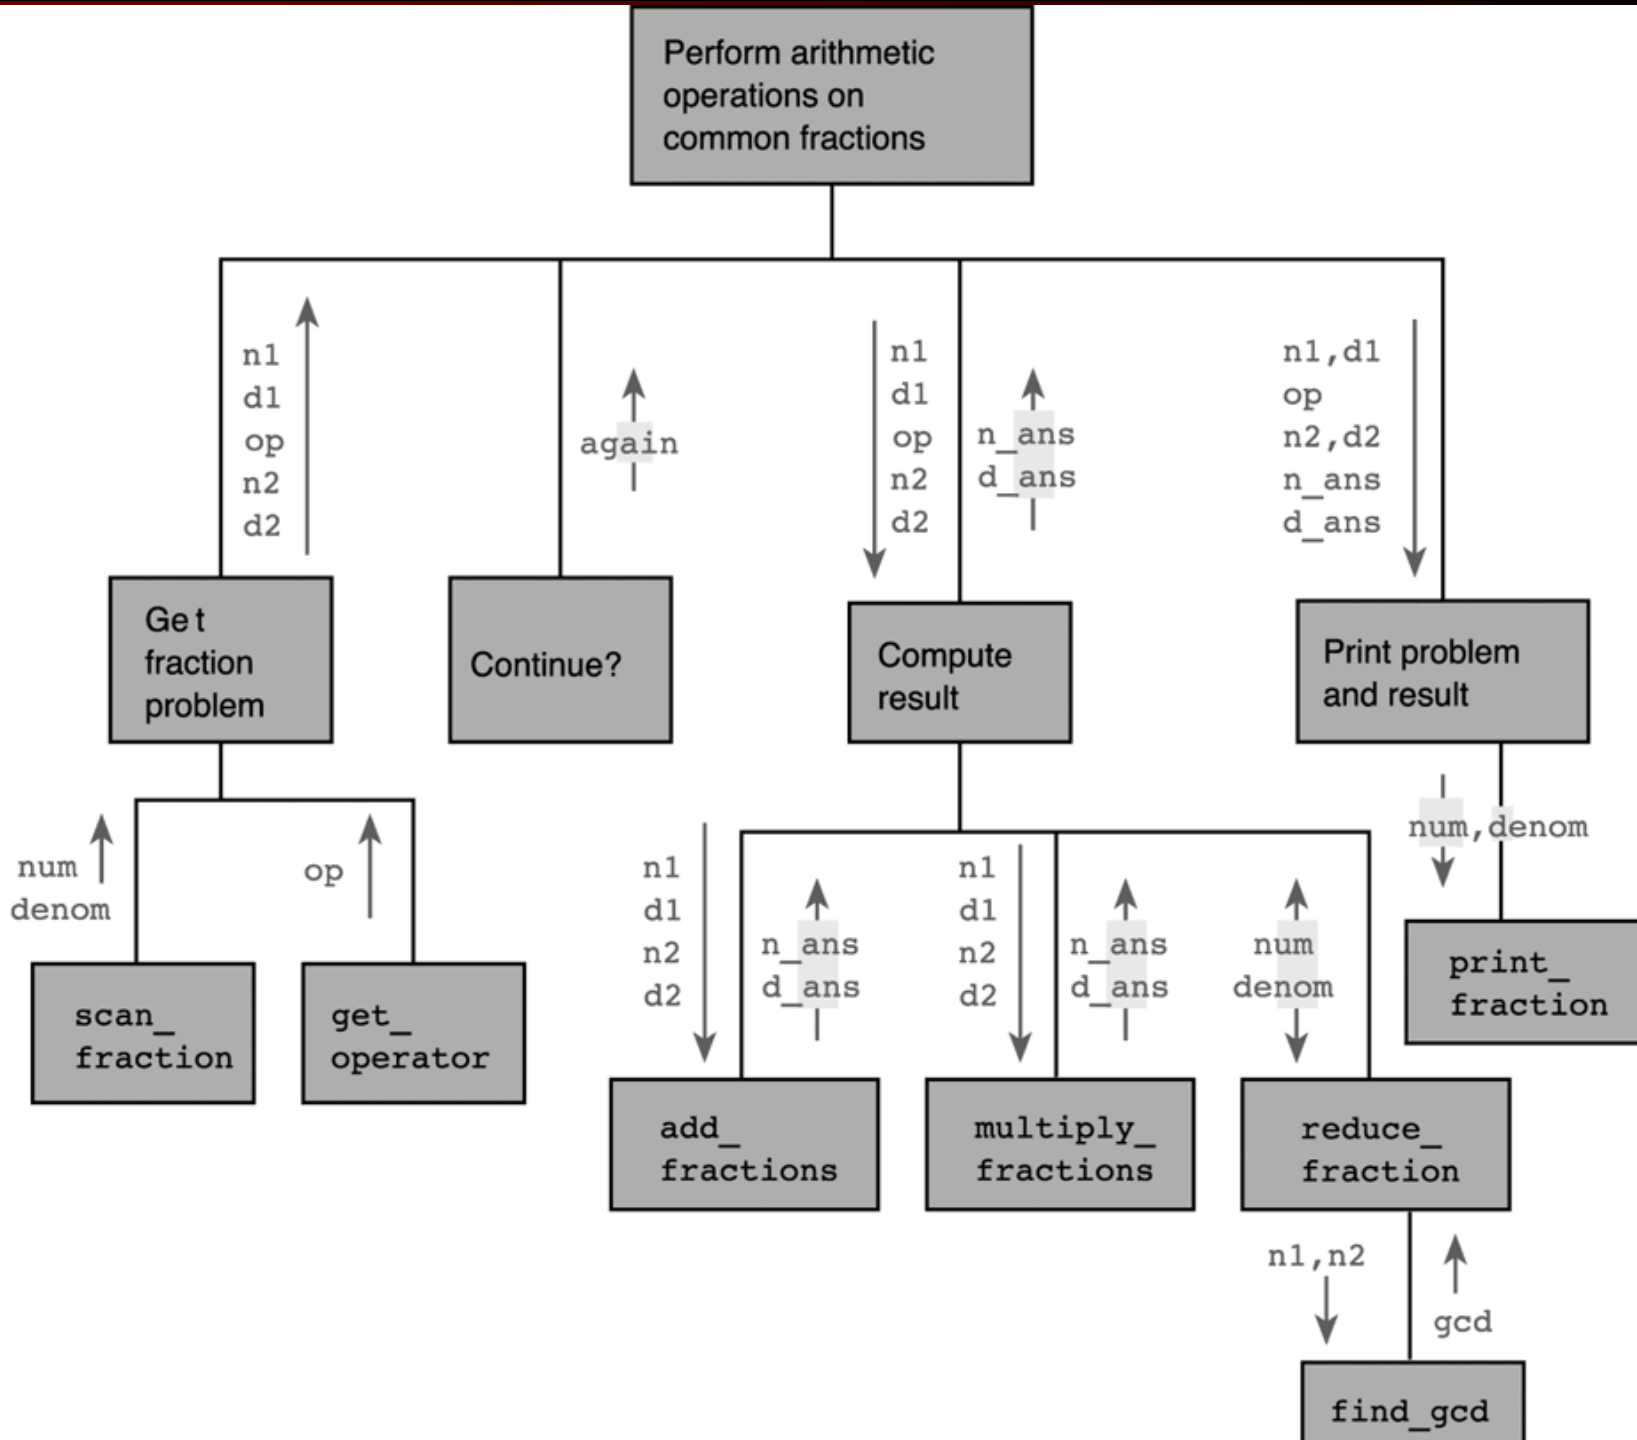 Perform arithmetic
operations on
common fractions
n1
d1
op
n2
d2
again
n1
d1
op
n2
d2
n_ans
d_ans
n1,d1
op
n2,d2
n_ans
d_ans
Get
fraction
problem
Continue?
Compute
result
Print problem
and result
num
denom
op
n1
d1
n2
d2
n_ans
d_ans
n1
d1
n2
d2
n_ans
d_ans
num
denom
num,denom
scan_
fraction
get_
operator
add_
fractions
multiply_
fractions
reduce_
fraction
print_
fraction
n1,n2
gcd
find_gcd